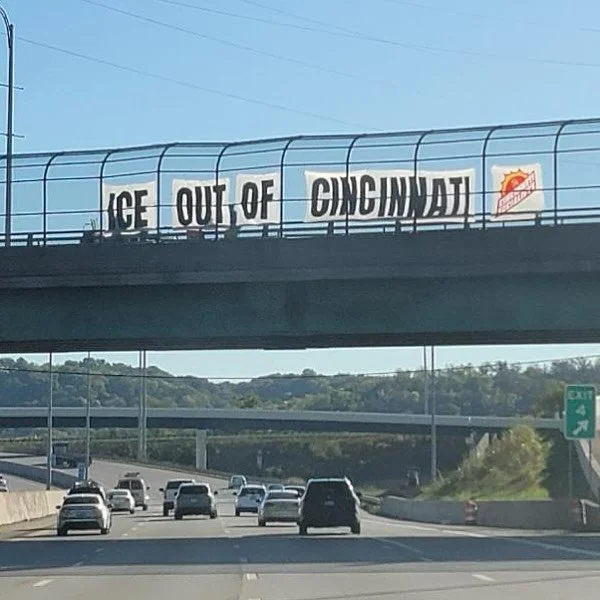 ICE OUT OF CINCINNATI
EXIT
4